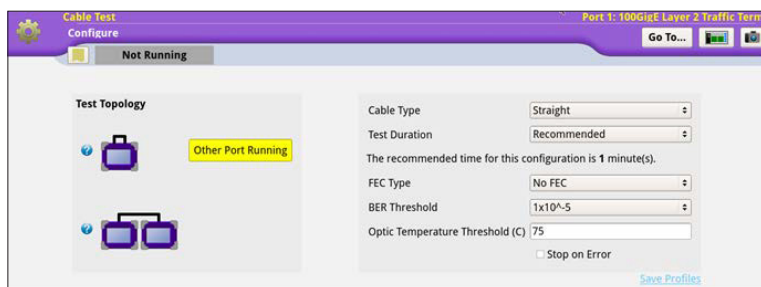 Cable Test
Port 1: 100GigE Layer 2 Traffic Term
Configure
Go To...
Not Running
Test Topology
Other Port Running
Cable Type
Straight
Test Duration
Recommended
The recommended time for this configuration is 1 minute(s).
FEC Type
No FEC
BER Threshold
1x10^-5
Optic Temperature Threshold (C)
75
Stop on Error
Save Profiles